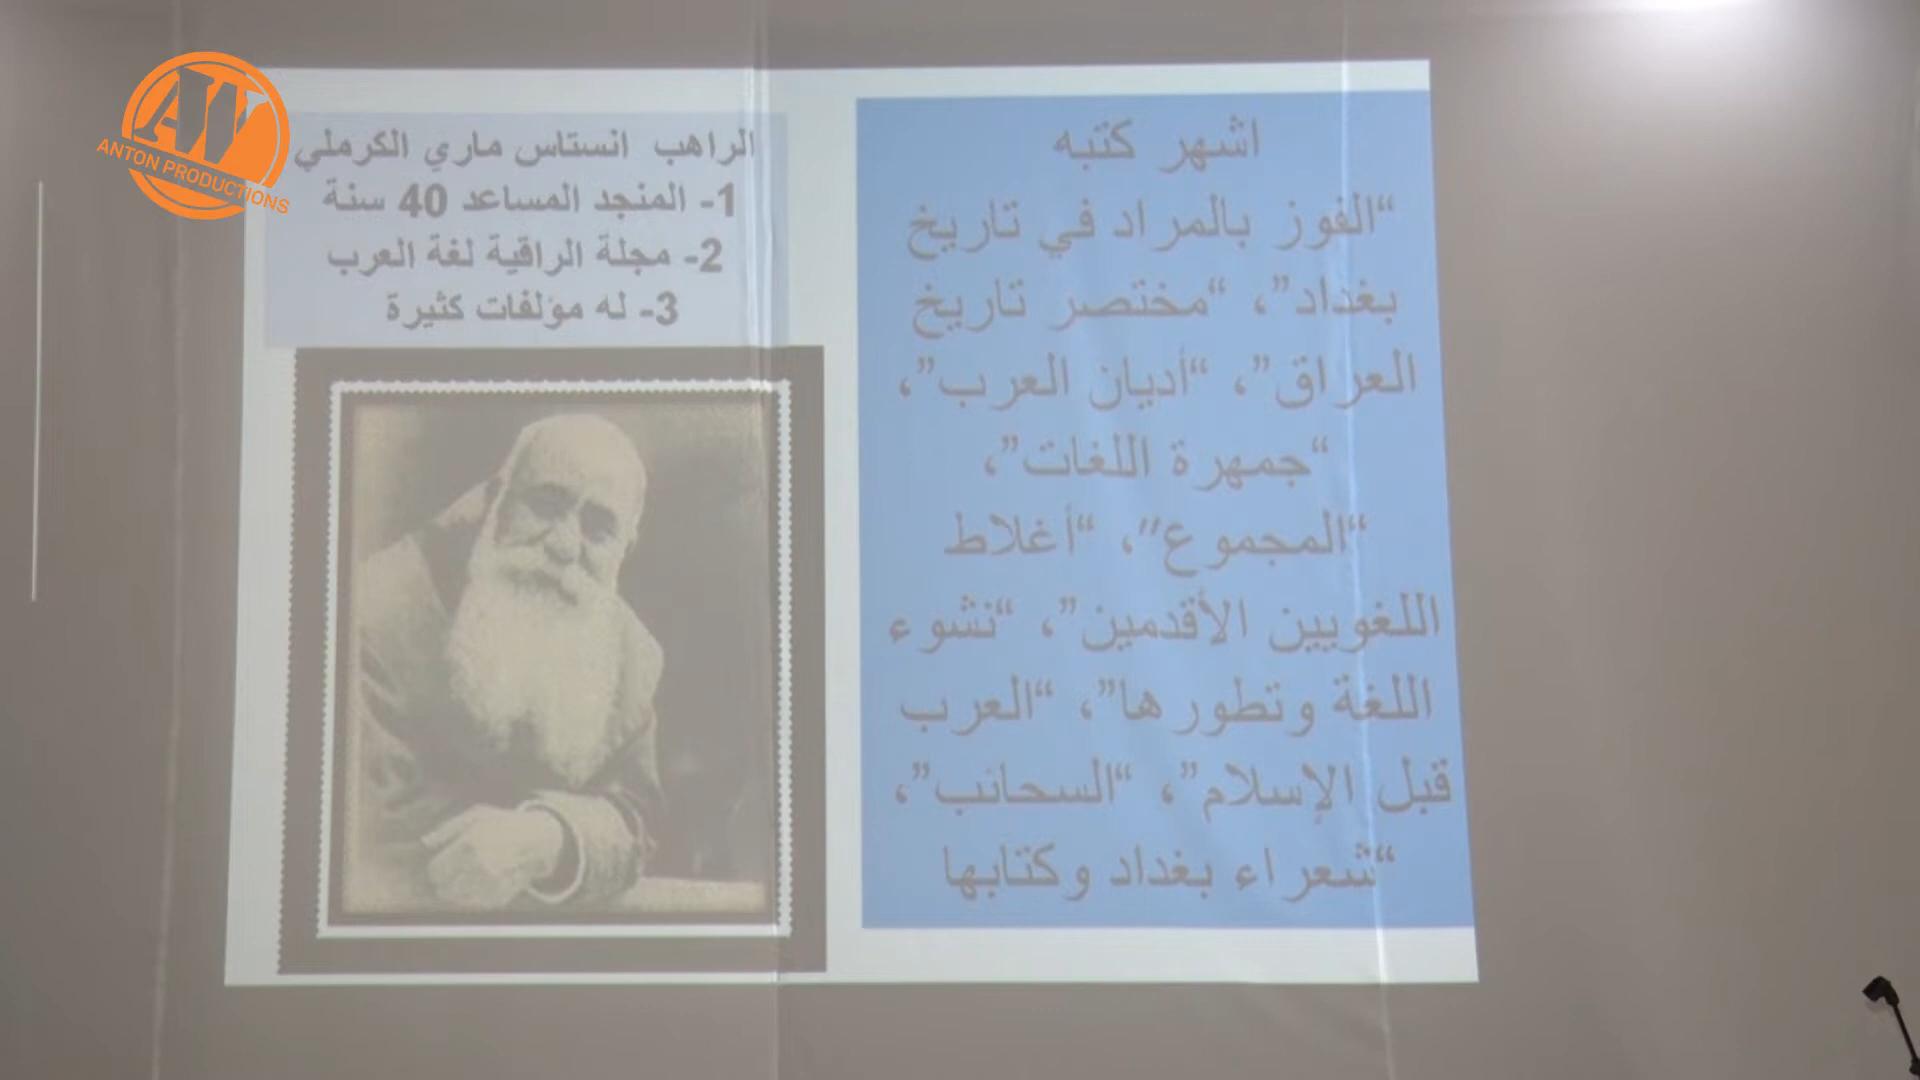 AW
ANTON PRODUCTIONS
الراهب انستاس ماري الكرملي
1- المنجد المساعد 40 سنة
2- مجلة الراقية لغة العرب
3- له مؤلفات كثيرة
اشهر كتبه
“الفوز بالمراد في تاريخ
بغداد”، “مختصر تاريخ
العراق”، “أديان العرب”،
“جمهرة اللغات”،
“المجموع”، “أغلاط
اللغويين الأقدمين”، “نشوء
اللغة وتطورها”، “العرب
قبل الإسلام”، “السحائب”،
“شعراء بغداد وكتابها